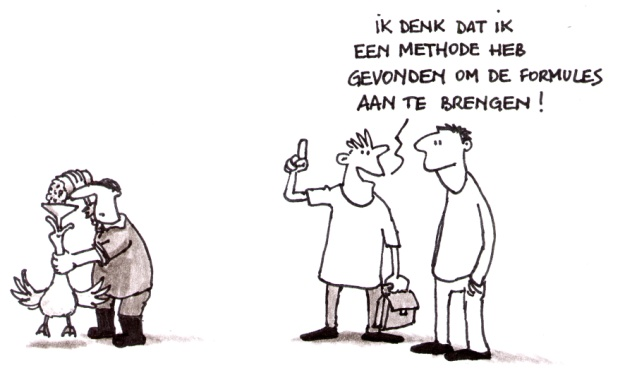 iK DENK DAT iK
EEN METHODE HEB
GEVONDEN OM DE FORMULES
AAN TE BRENGEN!